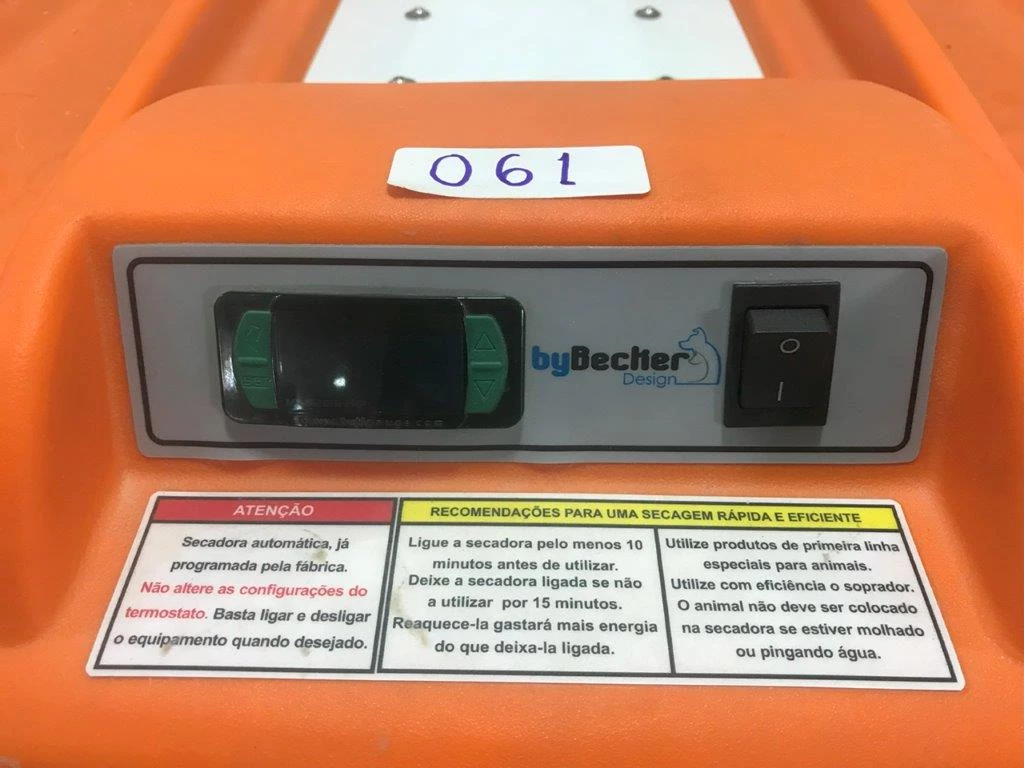 061
SET
byBecker
Design
O
I
ATENÇÃO
Secadora automática, já
programada pela fábrica.
Não altere as configurações do
termostato. Basta ligar e desligar
o equipamento quando desejado.
RECOMENDAÇÕES PARA UMA SECAGEM RÁPIDA E EFICIENTE
Ligue a secadora pelo menos 10
minutos antes de utilizar.
Deixe a secadora ligada se não
a utilizar por 15 minutos.
Reaquece-la gastará mais energia
do que deixa-la ligada.
Utilize produtos de primeira linha
especiais para animais.
Utilize com eficiência o soprador.
O animal não deve ser colocado
na secadora se estiver molhado
ou pingando água.